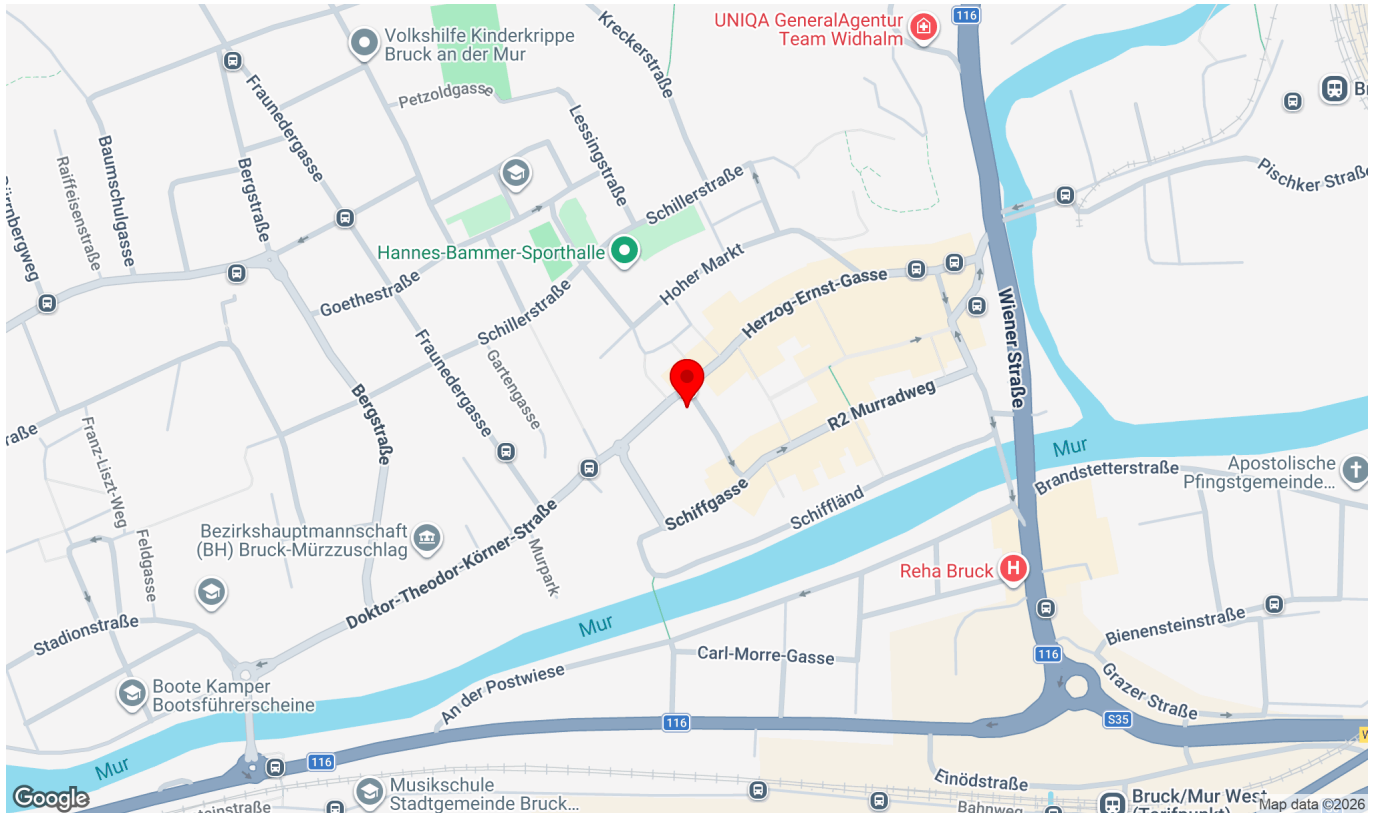 UNIQA GeneralAgentur
Team Widhalm
116
Volkshilfe Kinderkrippe
Bruck an der Mur
Kreckerstraße
Petzoldgasse
Fraunedergasse
Lessingstraße
Baumschulgasse
Raiffeisenstraße
Bergstraße
Schillerstraße
Pischker Straße
Hannes-Bammer-Sporthalle
Hoher Markt
Goethestraße
Schillerstraße
Herzog-Ernst-Gasse
Wiener Straße
Fraunedergasse
Gartengasse
Bergstraße
R2 Murradweg
Mur
Franz-Liszt-Weg
Feldgasse
Brandstetterstraße
Apostolische
Pfingstgemeinde...
Schiffgasse
Schiffländ
Bezirkshauptmannschaft
(BH) Bruck-Mürzzuschlag
Doktor-Theodor-Körner-Straße
Murpark
Reha Bruck
H
Stadionstraße
Mur
Bienensteinstraße
Carl-Morre-Gasse
116
Grazer Straße
An der Postwiese
Boote Kamper
Bootsführerscheine
116
S35
116
Mur
Einödstraße
Musikschule
Stadtgemeinde Bruck...
Bahnweg
Bruck/Mur West
(Tarifpunkt)
Google
Map data ©2026